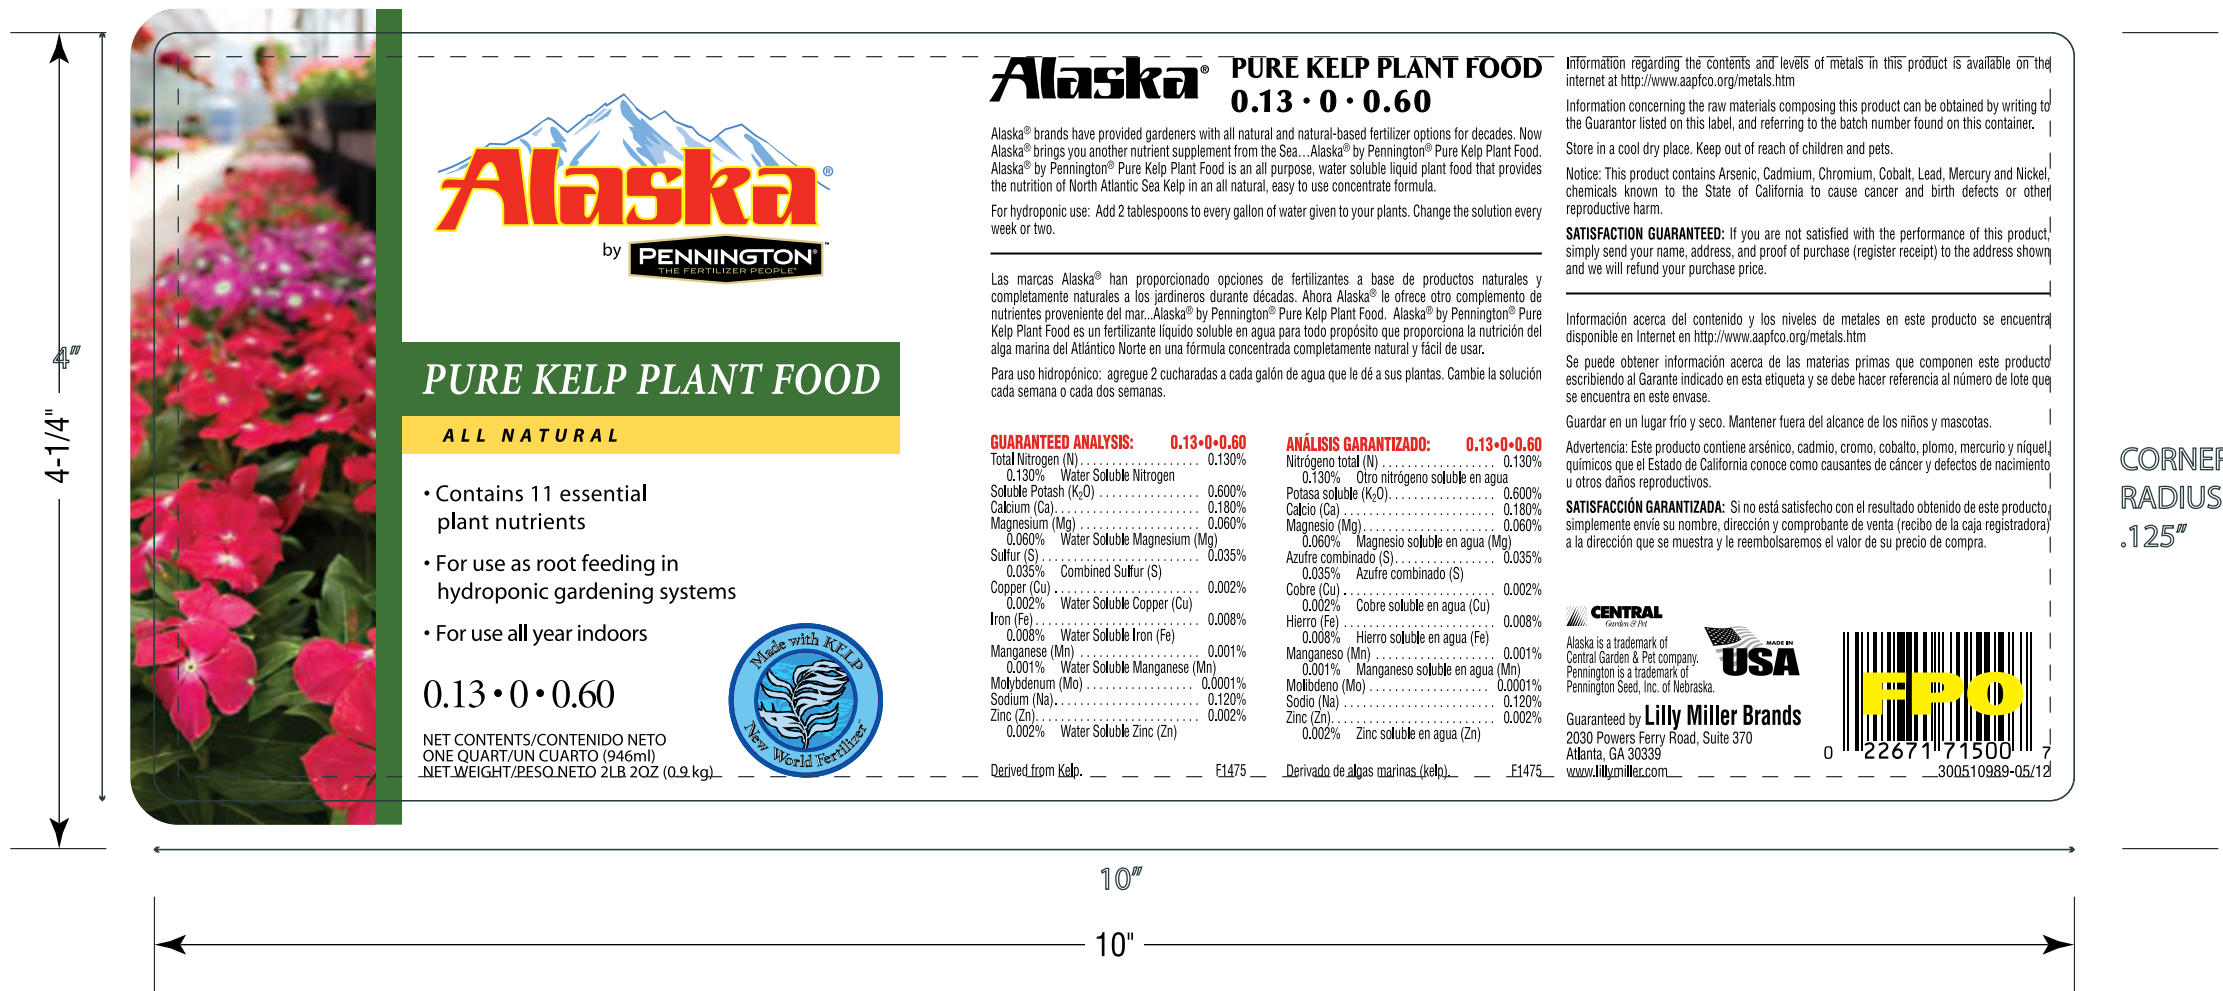 Alaska®
by PENNINGTON®™
THE FERTILIZER PEOPLE®
PURE KELP PLANT FOOD
ALL NATURAL
• Contains 11 essential
plant nutrients
• For use as root feeding in
hydroponic gardening systems
• For use all year indoors
0.13 • 0 • 0.60
NET CONTENTS/CONTENIDO NETO
ONE QUART/UN CUARTO (946ml)
NET WEIGHT/PESO NETO 2LB 2OZ (0.9 kg)
Made with KELP
New World Fertilizer™
Alaska® PURE KELP PLANT FOOD
0.13 • 0 • 0.60
Alaska® brands have provided gardeners with all natural and natural-based fertilizer options for decades. Now
Alaska® brings you another nutrient supplement from the Sea…Alaska® by Pennington® Pure Kelp Plant Food.
Alaska® by Pennington® Pure Kelp Plant Food is an all purpose, water soluble liquid plant food that provides
the nutrition of North Atlantic Sea Kelp in an all natural, easy to use concentrate formula.
For hydroponic use: Add 2 tablespoons to every gallon of water given to your plants. Change the solution every
week or two.
Las marcas Alaska® han proporcionado opciones de fertilizantes a base de productos naturales y
completamente naturales a los jardineros durante décadas. Ahora Alaska® le ofrece otro complemento de
nutrientes proveniente del mar...Alaska® by Pennington® Pure Kelp Plant Food. Alaska® by Pennington® Pure
Kelp Plant Food es un fertilizante líquido soluble en agua para todo propósito que proporciona la nutrición del
alga marina del Atlántico Norte en una fórmula concentrada completamente natural y fácil de usar.
Para uso hidropónico: agregue 2 cucharadas a cada galón de agua que le dé a sus plantas. Cambie la solución
cada semana o cada dos semanas.
GUARANTEED ANALYSIS: 0.13•0•0.60
Total Nitrogen (N) 0.130%
0.130% Water Soluble Nitrogen
Soluble Potash (K2O) 0.600%
Calcium (Ca) 0.180%
Magnesium (Mg) 0.060%
0.060% Water Soluble Magnesium (Mg)
Sulfur (S) 0.035%
0.035% Combined Sulfur (S)
Copper (Cu) 0.002%
0.002% Water Soluble Copper (Cu)
Iron (Fe) 0.008%
0.008% Water Soluble Iron (Fe)
Manganese (Mn) 0.001%
0.001% Water Soluble Manganese (Mn)
Molybdenum (Mo) 0.0001%
Sodium (Na) 0.120%
Zinc (Zn) 0.002%
0.002% Water Soluble Zinc (Zn)
Derived from Kelp. F1475
ANÁLISIS GARANTIZADO: 0.13•0•0.60
Nitrógeno total (N) 0.130%
0.130% Otro nitrógeno soluble en agua
Potasa soluble (K2O) 0.600%
Calcio (Ca) 0.180%
Magnesio (Mg) 0.060%
0.060% Magnesio soluble en agua (Mg)
Azufre combinado (S) 0.035%
0.035% Azufre combinado (S)
Cobre (Cu) 0.002%
0.002% Cobre soluble en agua (Cu)
Hierro (Fe) 0.008%
0.008% Hierro soluble en agua (Fe)
Manganeso (Mn) 0.001%
0.001% Manganeso soluble en agua (Mn)
Molibdeno (Mo) 0.0001%
Sodio (Na) 0.120%
Zinc (Zn) 0.002%
0.002% Zinc soluble en agua (Zn)
Derivado de algas marinas (kelp). F1475
Information regarding the contents and levels of metals in this product is available on the
internet at http://www.aapfco.org/metals.htm
Information concerning the raw materials composing this product can be obtained by writing to
the Guarantor listed on this label, and referring to the batch number found on this container.
Store in a cool dry place. Keep out of reach of children and pets.
Notice: This product contains Arsenic, Cadmium, Chromium, Cobalt, Lead, Mercury and Nickel,
chemicals known to the State of California to cause cancer and birth defects or other
reproductive harm.
SATISFACTION GUARANTEED: If you are not satisfied with the performance of this product,
simply send your name, address, and proof of purchase (register receipt) to the address shown
and we will refund your purchase price.
Información acerca del contenido y los niveles de metales en este producto se encuentra
disponible en Internet en http://www.aapfco.org/metals.htm
Se puede obtener información acerca de las materias primas que componen este producto
escribiendo al Garante indicado en esta etiqueta y se debe hacer referencia al número de lote que
se encuentra en este envase.
Guardar en un lugar frío y seco. Mantener fuera del alcance de los niños y mascotas.
Advertencia: Este producto contiene arsénico, cadmio, cromo, cobalto, plomo, mercurio y níquel,
químicos que el Estado de California conoce como causantes de cáncer y defectos de nacimiento
u otros daños reproductivos.
SATISFACCIÓN GARANTIZADA: Si no está satisfecho con el resultado obtenido de este producto,
simplemente envíe su nombre, dirección y comprobante de venta (recibo de la caja registradora)
a la dirección que se muestra y le reembolsaremos el valor de su precio de compra.
CENTRAL
Garden & Pet
Alaska is a trademark of
Central Garden & Pet company.
Pennington is a trademark of
Pennington Seed, Inc. of Nebraska.
MADE IN
USA
Guaranteed by Lilly Miller Brands
2030 Powers Ferry Road, Suite 370
Atlanta, GA 30339
www.lillymiller.com
FPO
0 22671 71500 7
300510989-05/12
4"
4-1/4"
10"
10"
CORNER
RADIUS
.125"